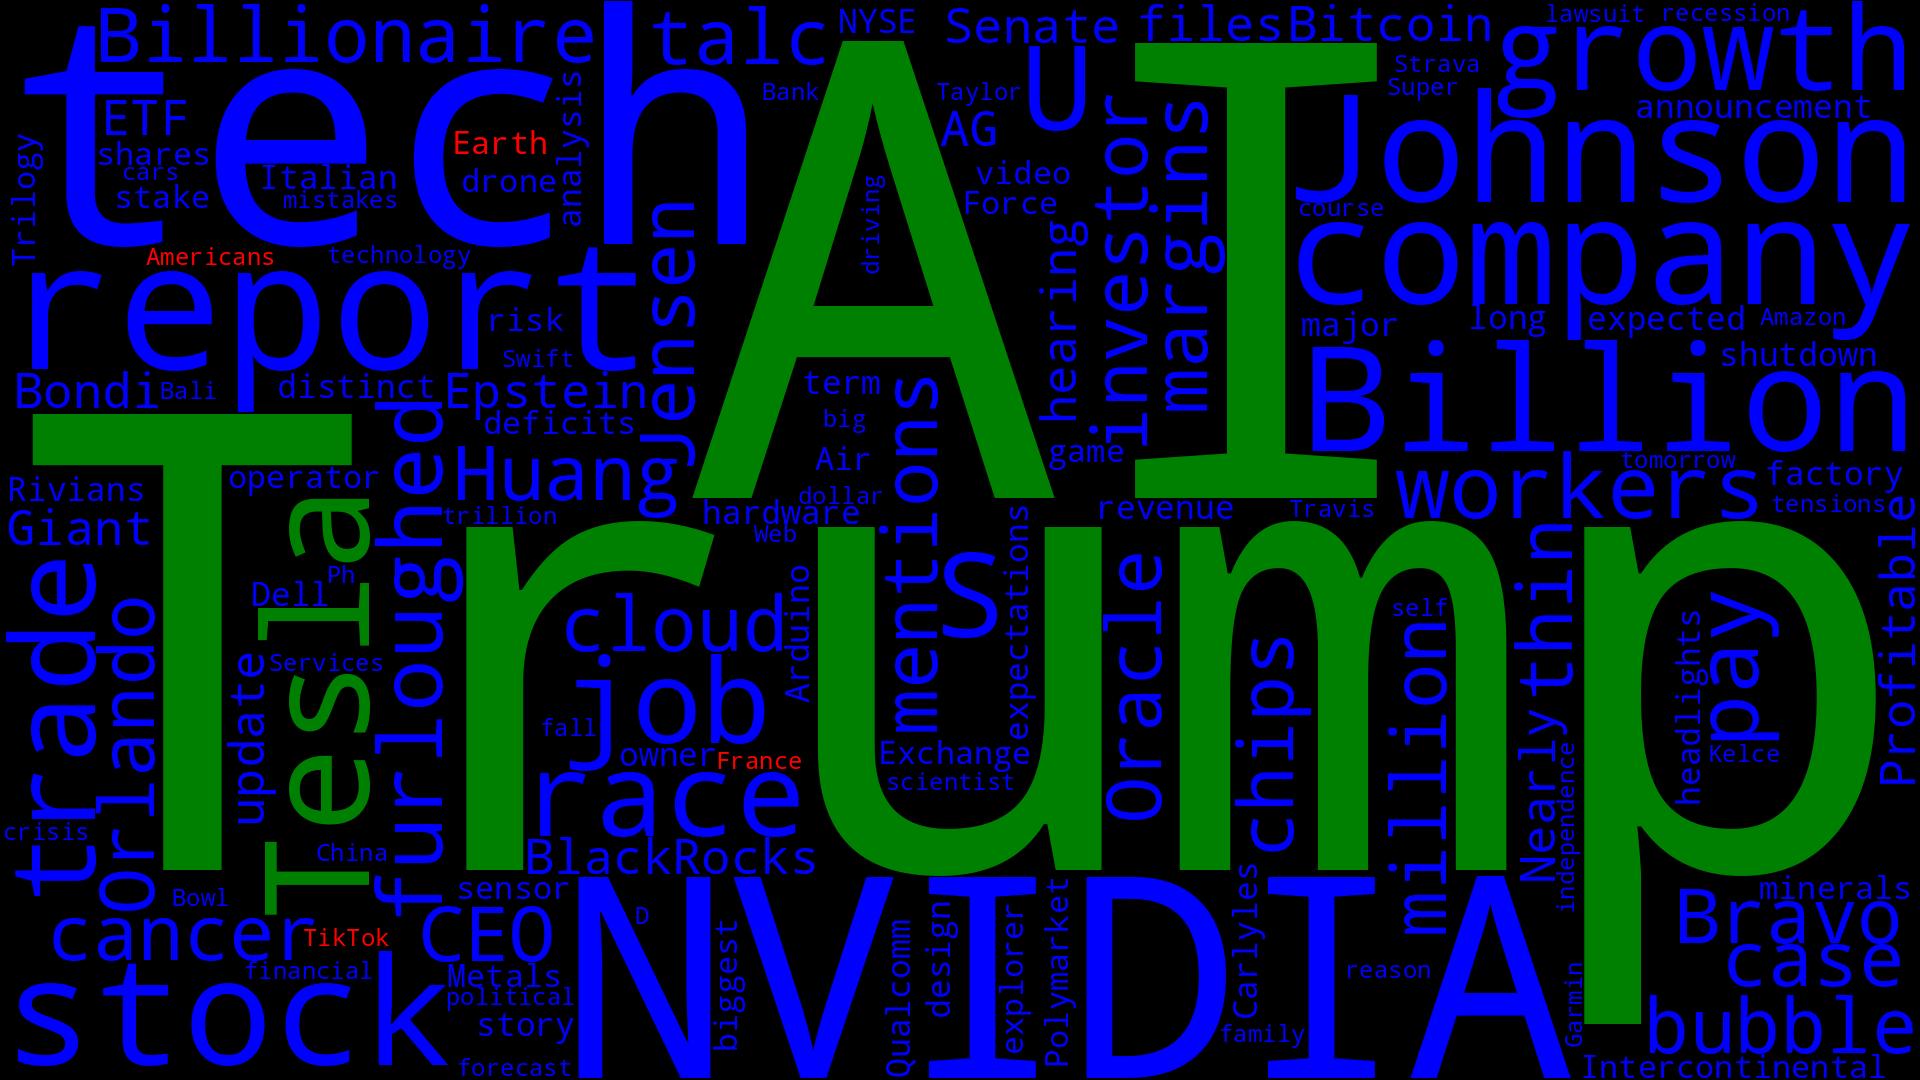 Billionaire
talc
NYSE
Senate
files
Bitcoin
lawsuit
recession
growth
tech
AI
U
Strava
Super
announcement
Bank
Taylor
ETF
AG
Johnson
Earth
analysis
shares
cars
stake
Italian
mistakes
drone
Trilogy
video
Force
driving
investor
margins
hearing
course
company
Americans
technology
report
Jensen
risk
Swift
major
long
expected
Amazon
Billion
shutdown
Bondi
Bali
distinct
Epstein
deficits
term
big
Air
dollar
mentions
game
tomorrow
workers
factory
tensions
Trump
operator
Huang
trillion
hardware
Web
revenue
Travis
Rivians
Giant
Tesla
furloughed
Dell
Ph
cloud
Arduino
S
expectations
Oracle
chips
self
million
thin
Nearly
independence
headlights
pay
Kelce
Profitable
trade
Orlando
update
Services
job
fall
owner
France
Exchange
scientist
race
crisis
China
BlackRocks
Bowl
sensor
cancer
TikTok
CEO
NVIDIA
D
biggest
Qualcomm
design
explorer
Polymarket
Carlyles
family
reason
Garmin
minerals
Bravo
case
bubble
Intercontinental
stock
financial
Metals
political
story
forecast